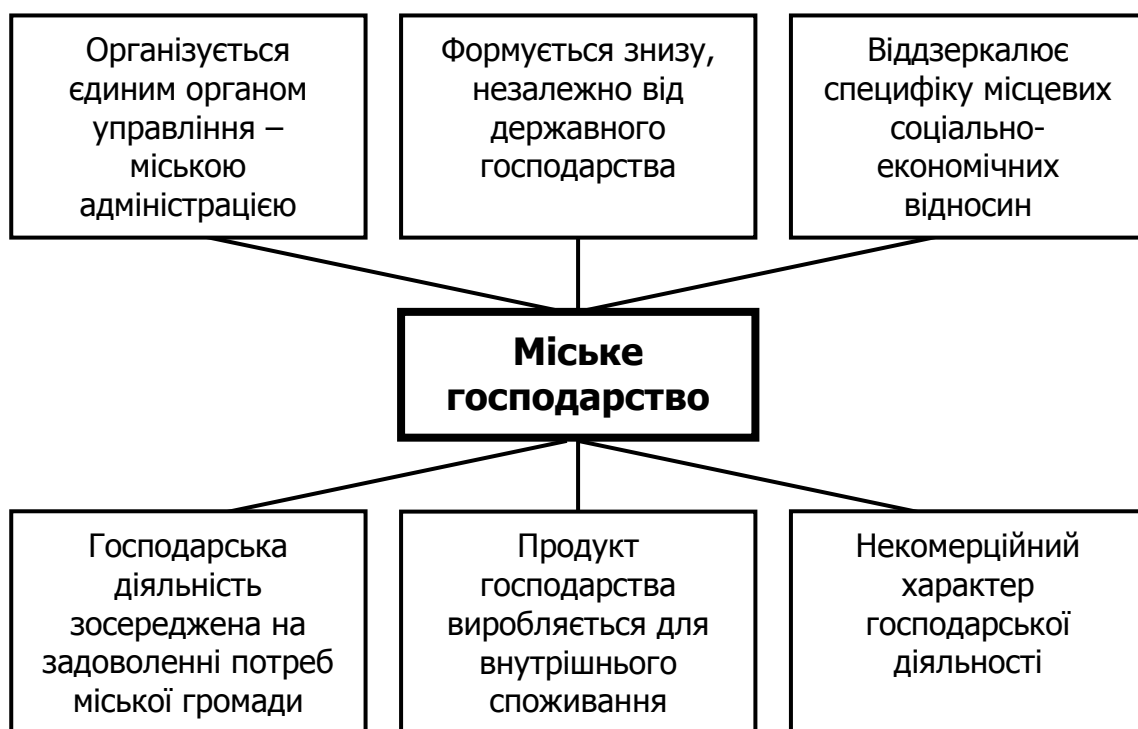 Організується
єдиним органом
управління –
міською
адміністрацією
Формується знизу,
незалежно від
державного
господарства
Віддзеркалює
специфіку місцевих
соціально-
економічних
відносин
Міське
господарство
Господарська
діяльність
зосереджена на
задоволенні потреб
міської громади
Продукт
господарства
виробляється для
внутрішнього
споживання
Некомерційний
характер
господарської
діяльності